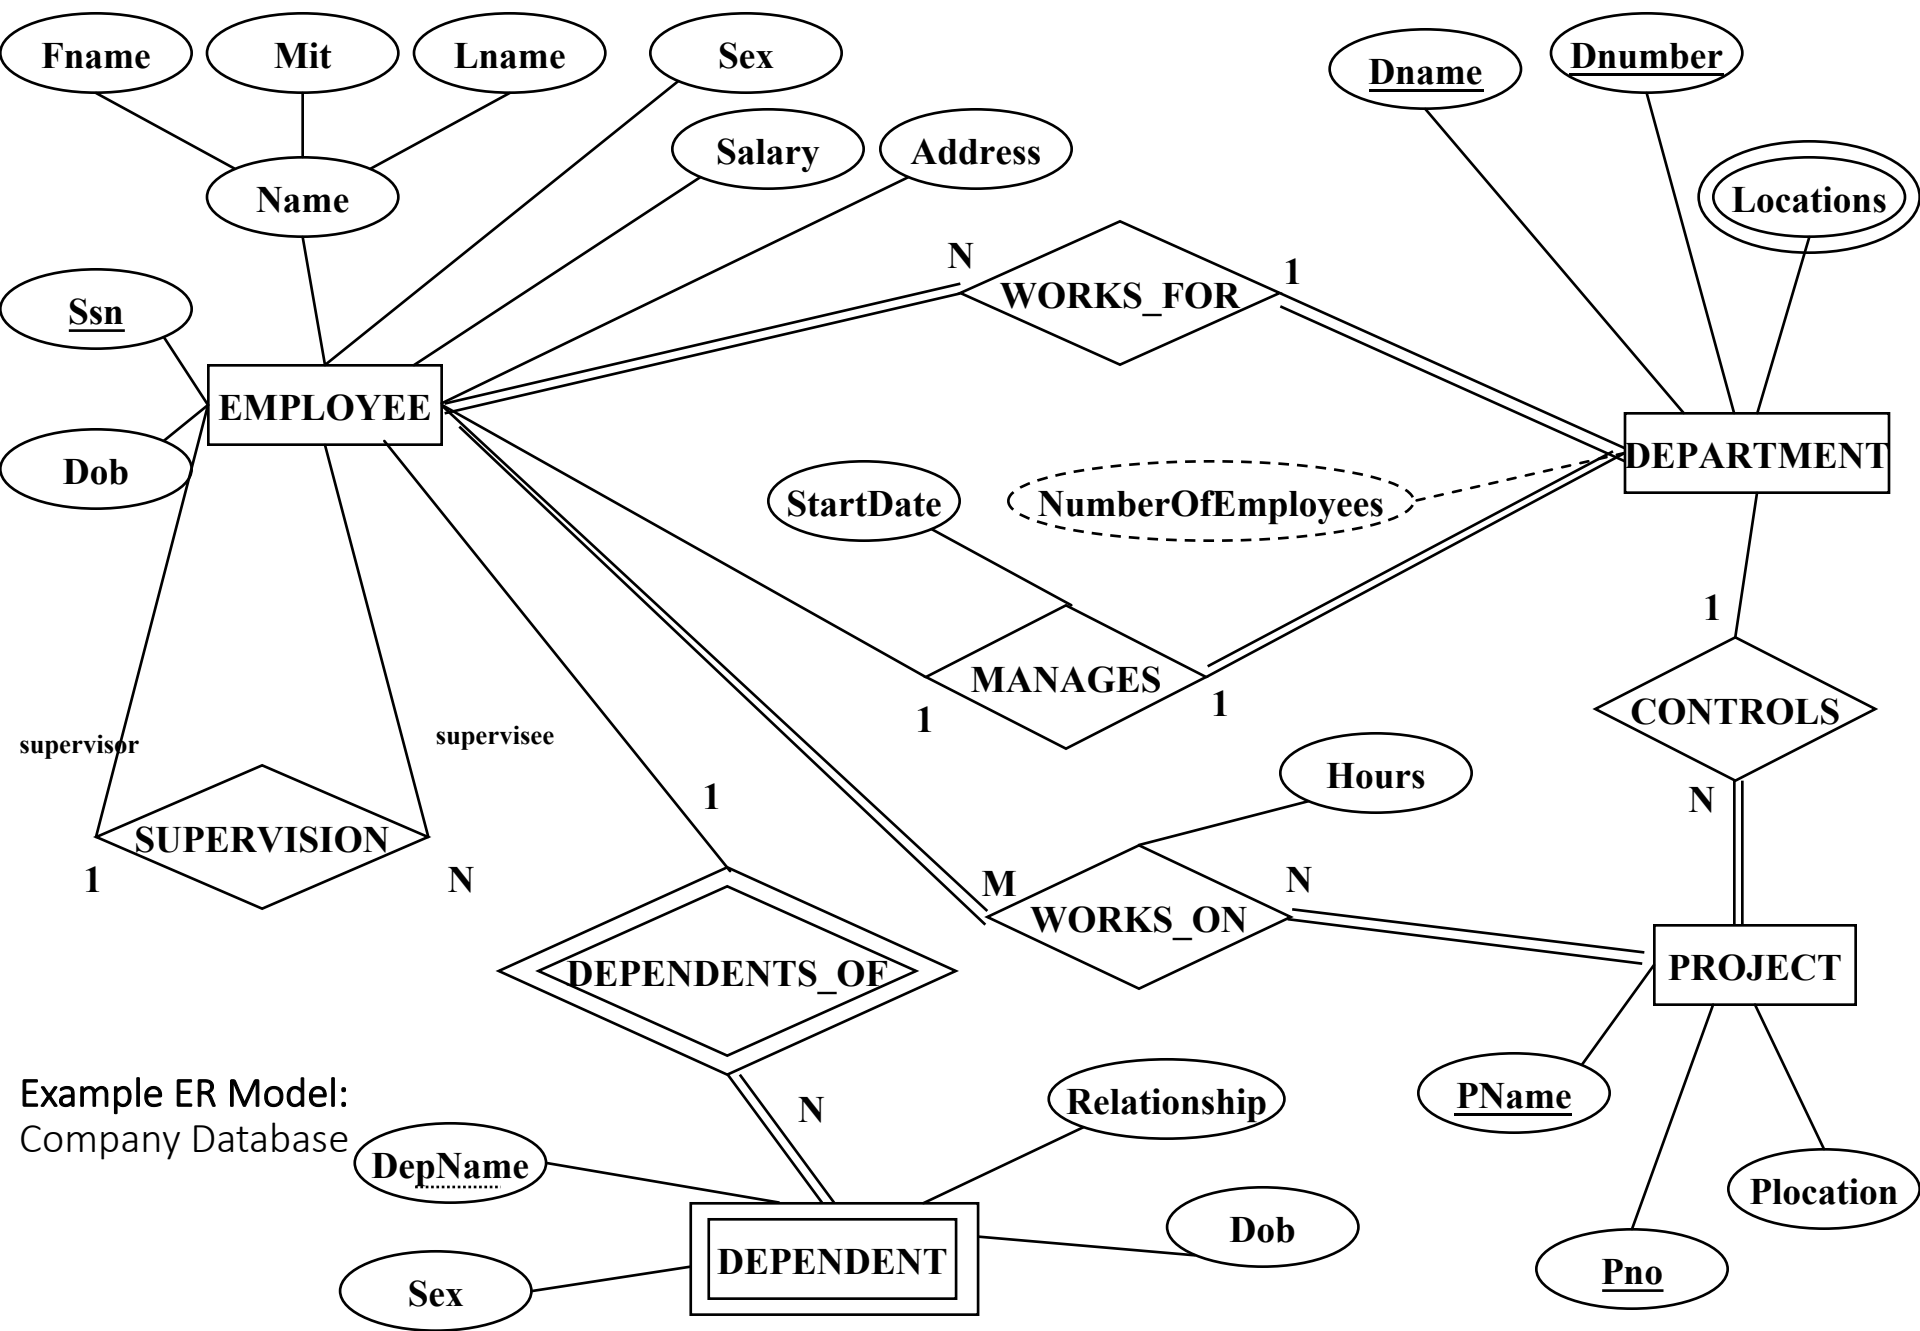 Fname
Mit
Lname
Sex
Dname
Dnumber
Salary
Address
Name
Locations
N
1
WORKS_FOR
Ssn
EMPLOYEE
DEPARTMENT
Dob
StartDate
NumberOfEmployees
1
MANAGES
1
1
CONTROLS
supervisor
supervisee
Hours
1
N
SUPERVISION
1
N
M
N
WORKS_ON
DEPENDENTS_OF
PROJECT
Example ER Model:
Company Database
N
Relationship
PName
DepName
Plocation
Dob
DEPENDENT
Pno
Sex